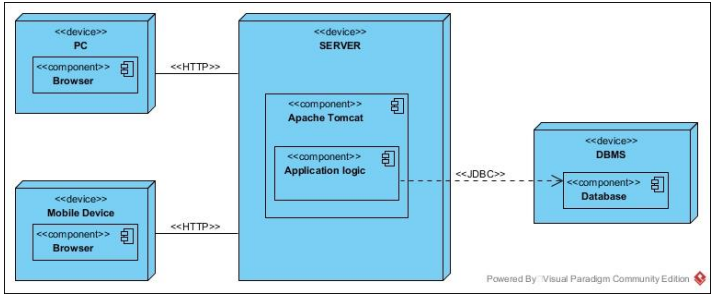 <<device>>
PC
<<component>>
Browser
<<HTTP>>
<<device>>
SERVER
<<component>>
Apache Tomcat
<<component>>
Application logic
<<JDBC>>
<<device>>
DBMS
<<component>>
Database
<<device>>
Mobile Device
<<component>>
Browser
<<HTTP>>
Powered By Visual Paradigm Community Edition